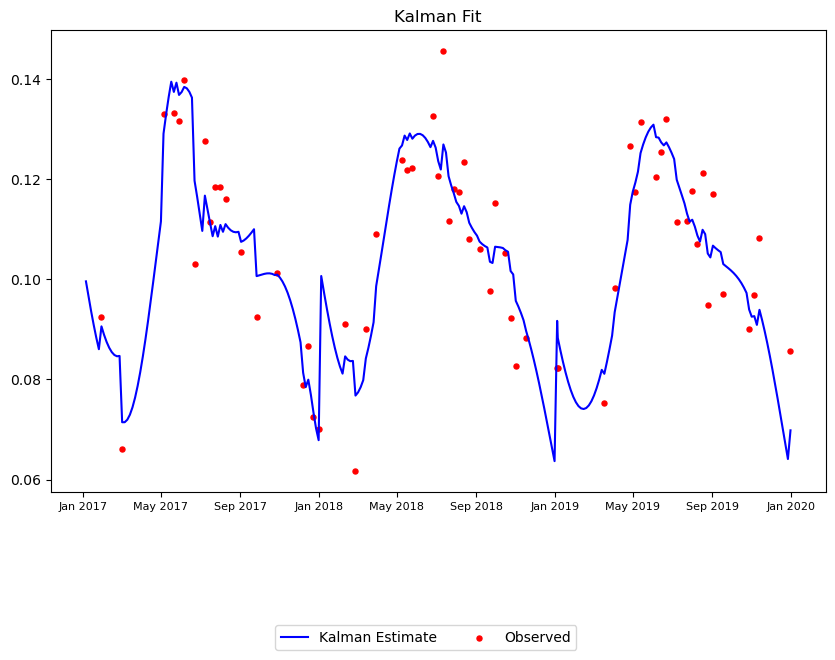 Kalman Fit
0.14
0.12
0.10
0.08
0.06
Jan 2017 May 2017 Sep 2017 Jan 2018 May 2018 Sep 2018 Jan 2019 May 2019 Sep 2019 Jan 2020
Kalman Estimate Observed